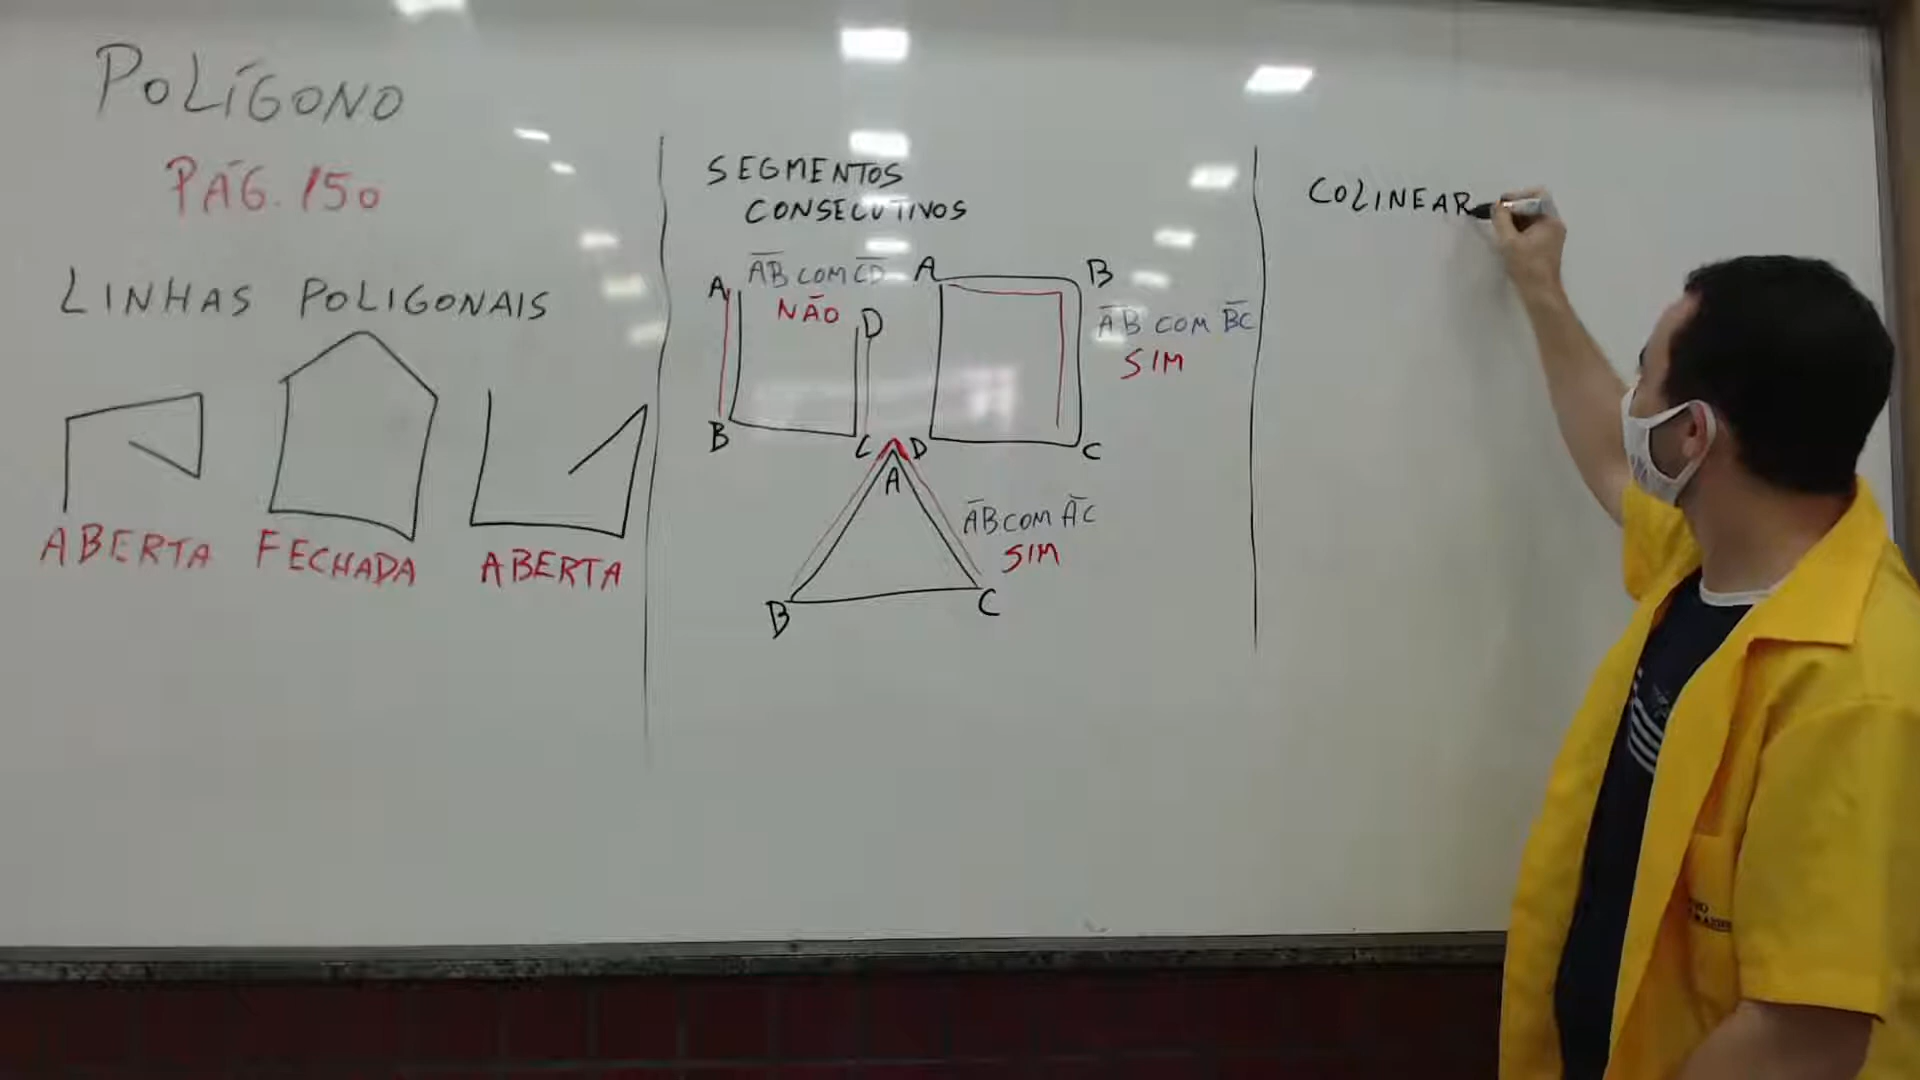 POLÍGONO
PÁG. 150
LINHAS POLIGONAIS
ABERTA FECHADA ABERTA
SEGMENTOS
CONSECUTIVOS
A AB COM CD
NÃO D
B C
A B
AB COM BC
SIM
D C
A
AB COM AC
SIM
B C
COLINEAR